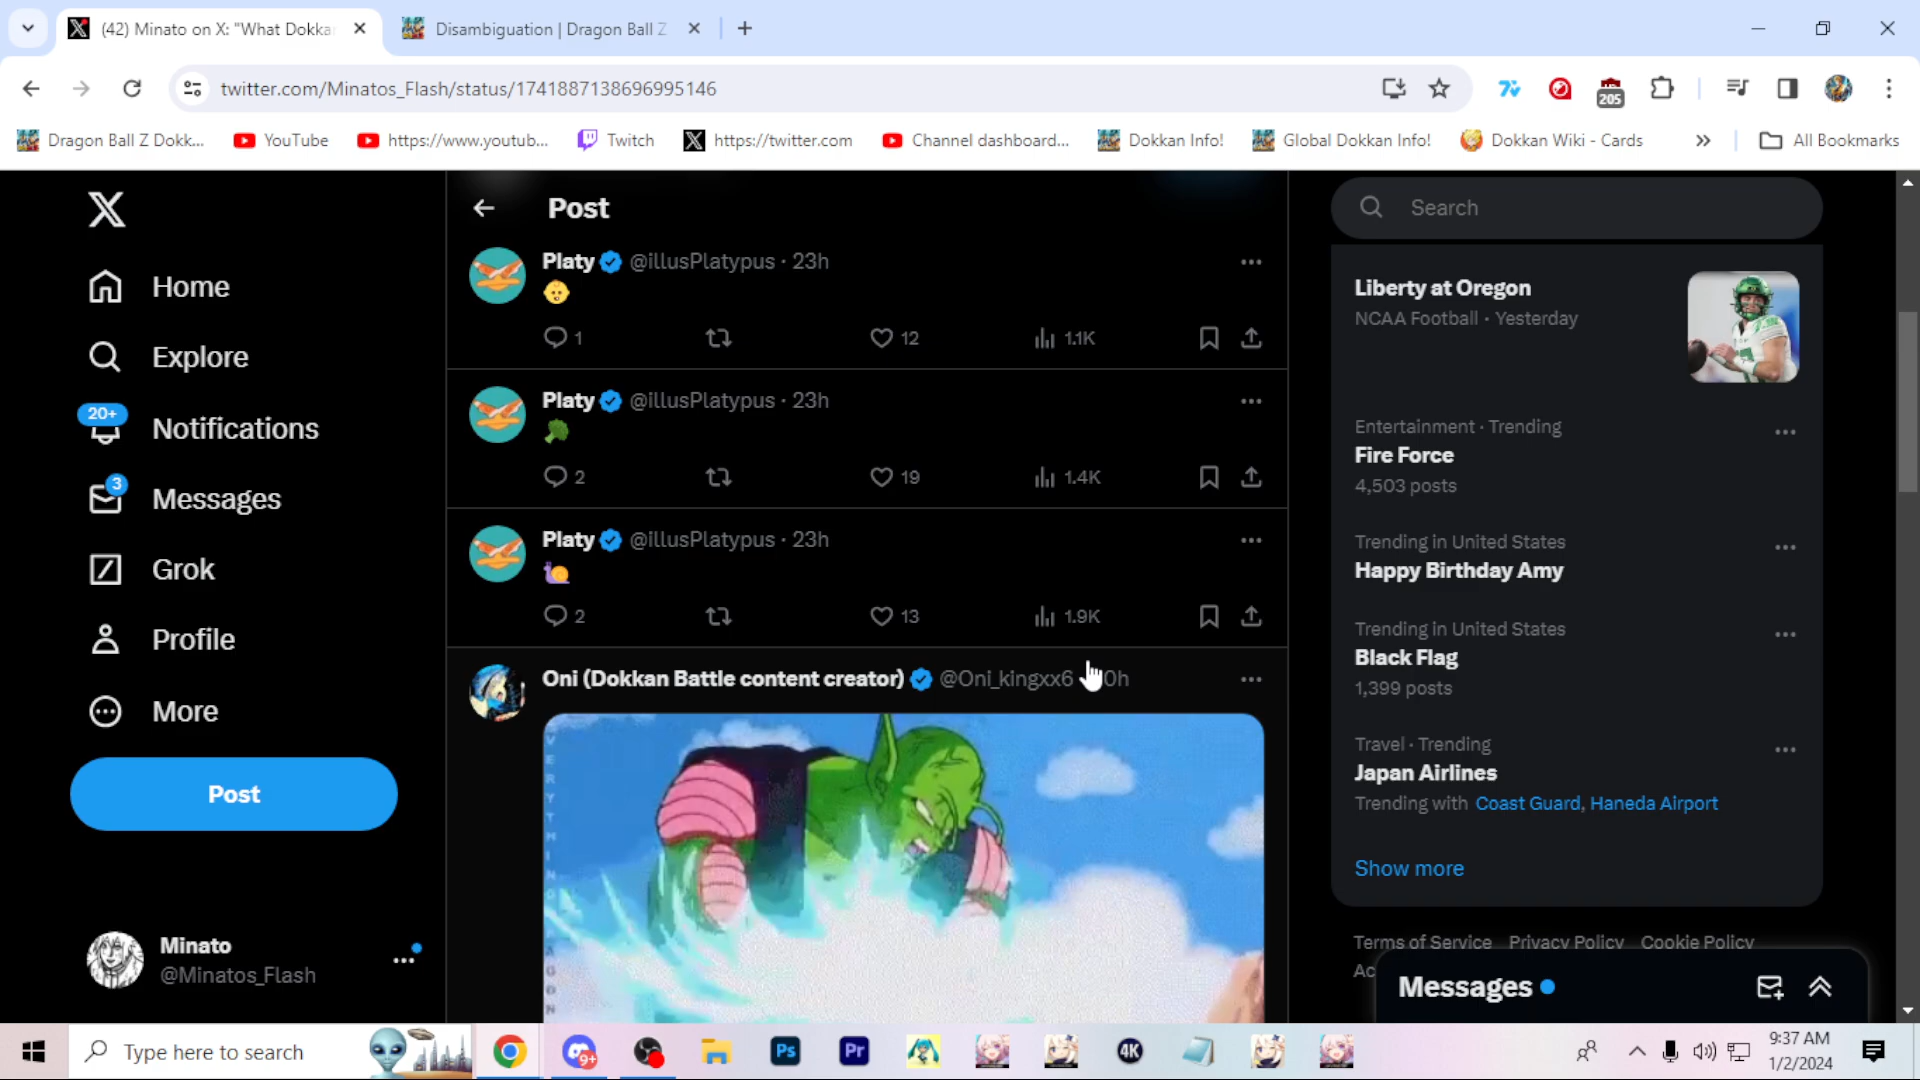 (42) Minato on X: "What Dokka
Disambiguation | Dragon Ball Z
twitter.com/Minatos_Flash/status/1741887138696995146
205
Dragon Ball Z Dokk...
YouTube
https://www.youtub...
Twitch
https://twitter.com
Channel dashboard...
Dokkan Info!
Global Dokkan Info!
Dokkan Wiki - Cards
All Bookmarks
Home
Explore
20+
Notifications
3
Messages
Grok
Profile
More
Post
Minato
@Minatos_Flash
Post
Platy @illusPlatypus · 23h
👶
1 12 1.1K
Platy @illusPlatypus · 23h
🥦
2 19 1.4K
Platy @illusPlatypus · 23h
🐌
2 13 1.9K
Oni (Dokkan Battle content creator) @Oni_kingxx6 0h
Search
Liberty at Oregon
NCAA Football · Yesterday
Entertainment · Trending
Fire Force
4,503 posts
Trending in United States
Happy Birthday Amy
Trending in United States
Black Flag
1,399 posts
Travel · Trending
Japan Airlines
Trending with Coast Guard, Haneda Airport
Show more
Terms of Service Privacy Policy Cookie Policy
Ac
Messages
Type here to search
9+
Ps
Pr
4K
9:37 AM
1/2/2024